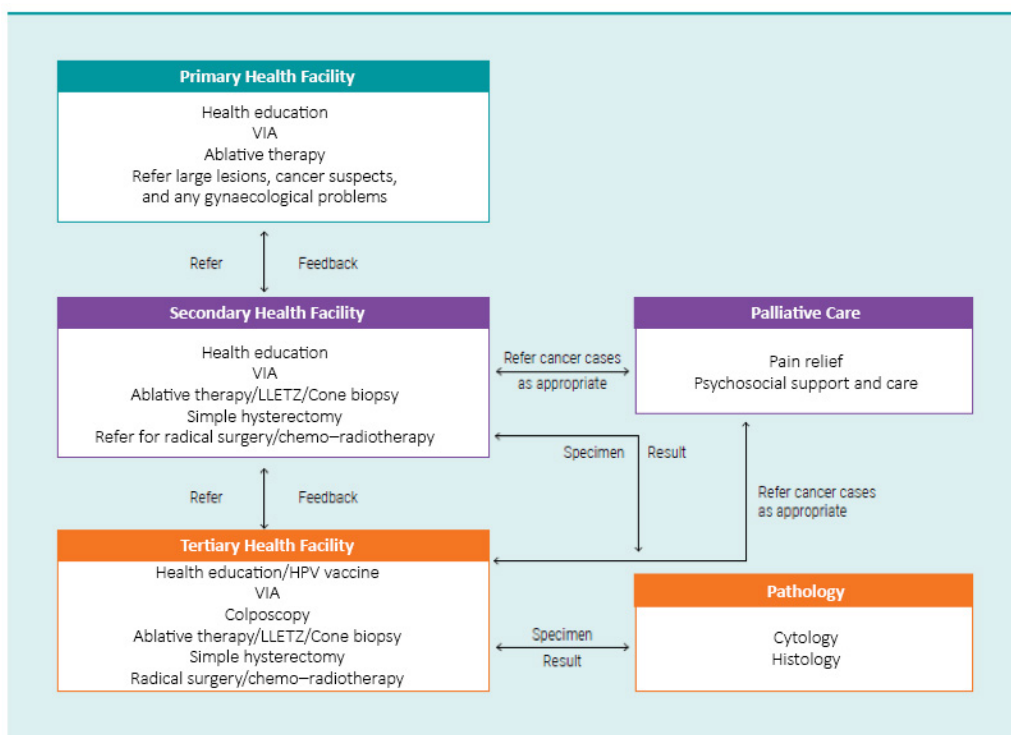 Primary Health Facility
Health education
VIA
Ablative therapy
Refer large lesions, cancer suspects,
and any gynaecological problems
Refer
Feedback
Secondary Health Facility
Health education
VIA
Ablative therapy/LLETZ/Cone biopsy
Simple hysterectomy
Refer for radical surgery/chemo–radiotherapy
Refer cancer cases
as appropriate
Palliative Care
Pain relief
Psychosocial support and care
Specimen
Result
Refer
Feedback
Refer cancer cases
as appropriate
Tertiary Health Facility
Health education/HPV vaccine
VIA
Colposcopy
Ablative therapy/LLETZ/Cone biopsy
Simple hysterectomy
Radical surgery/chemo–radiotherapy
Specimen
Result
Pathology
Cytology
Histology